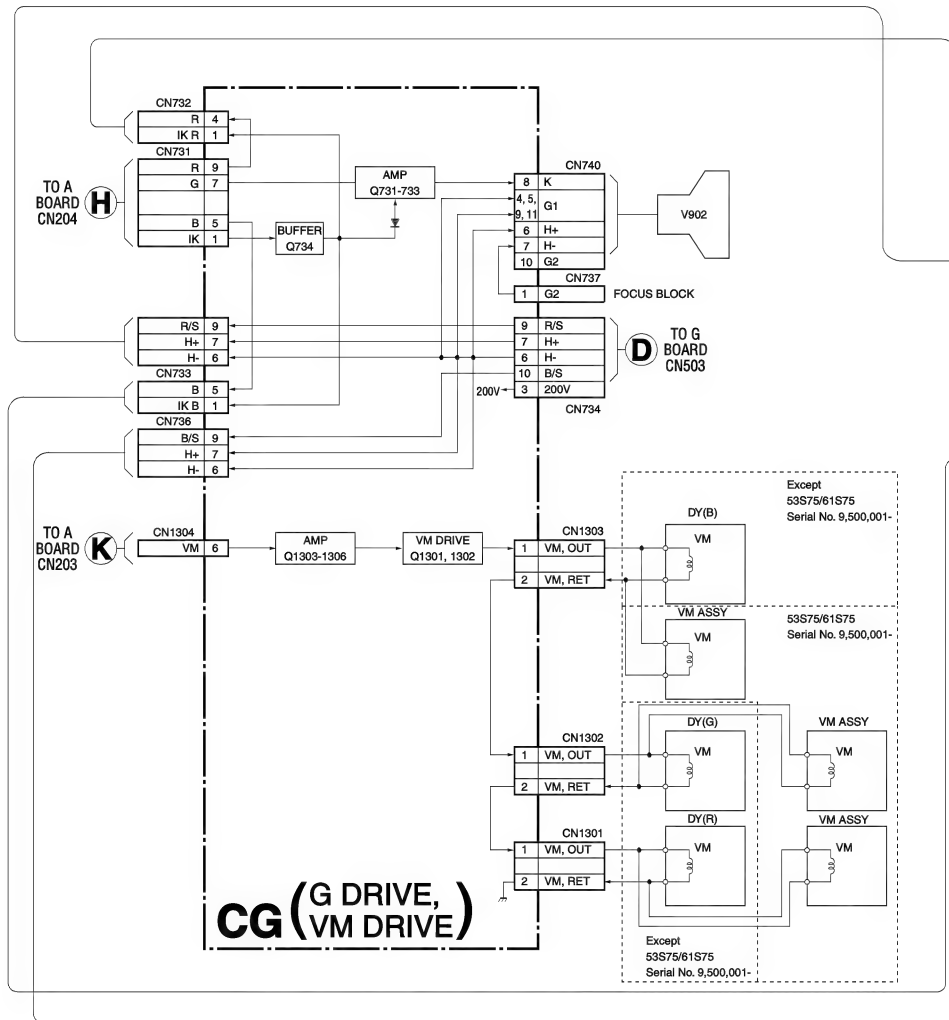 CN732
R 4
IK R 1
CN731
R 9
G 7
B 5
IK 1
TO A
BOARD
CN204
H
BUFFER
Q734
AMP
Q731-733
CN740
8 K
4, 5,
9, 11
G1
6 H+
7 H-
10 G2
V902
CN737
1 G2
FOCUS BLOCK
R/S 9
H+ 7
H- 6
CN733
B 5
IK B 1
CN736
B/S 9
H+ 7
H- 6
9 R/S
7 H+
6 H-
10 B/S
200V
3 200V
CN734
D
TO G
BOARD
CN503
TO A
BOARD
CN203
K
CN1304
VM 6
AMP
Q1303-1306
VM DRIVE
Q1301, 1302
CN1303
1 VM, OUT
2 VM, RET
Except
53S75/61S75
Serial No. 9,500,001-
DY(B)
VM
53S75/61S75
Serial No. 9,500,001-
VM ASSY
VM
CN1302
1 VM, OUT
2 VM, RET
DY(G)
VM
VM ASSY
VM
CN1301
1 VM, OUT
2 VM, RET
DY(R)
VM
VM ASSY
VM
Except
53S75/61S75
Serial No. 9,500,001-
CG (G DRIVE,
VM DRIVE)